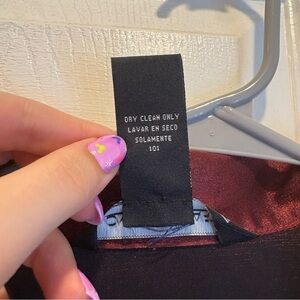 DRY CLEAN ONLY
LAVAR EN SECO
SOLAMENTE
101